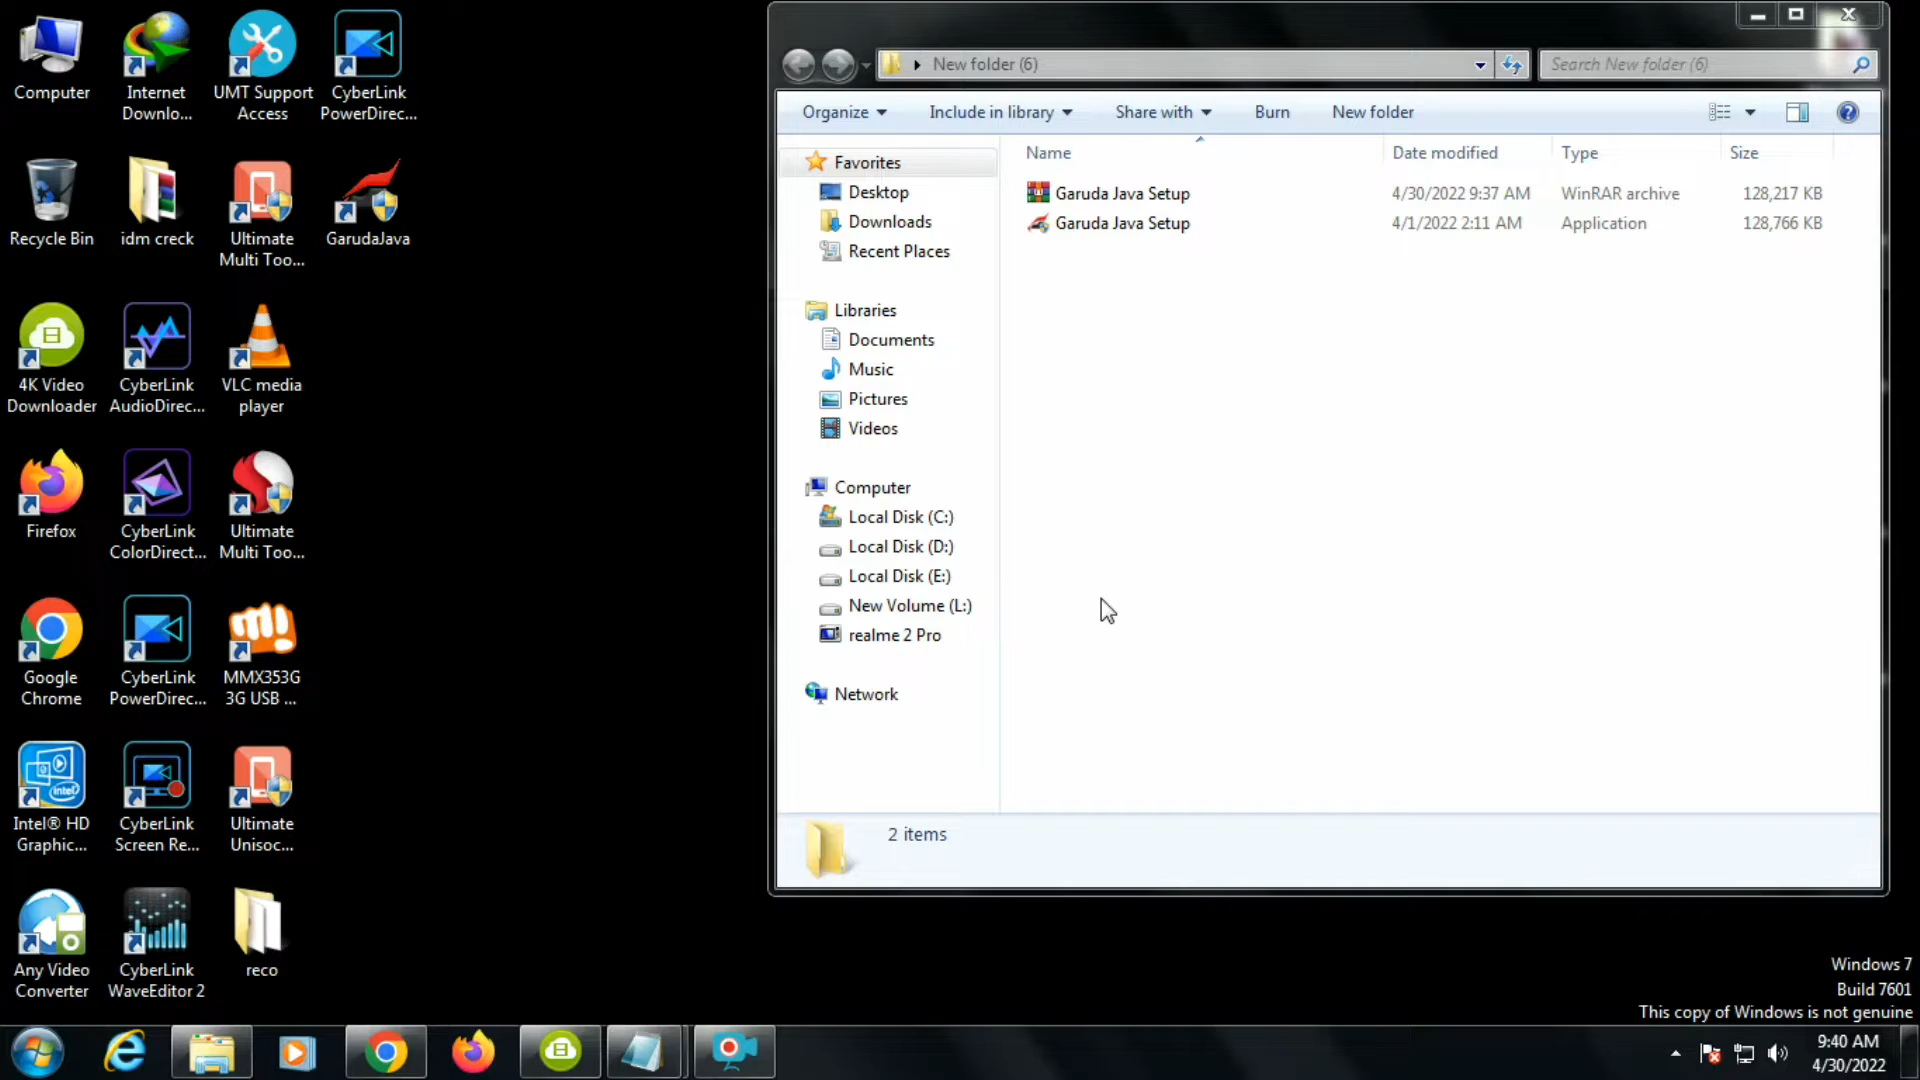 Computer
Internet
Downlo...
UMT Support
Access
CyberLink
PowerDirec...
Recycle Bin
idm creck
Ultimate
Multi Too...
GarudaJava
4K Video
Downloader
CyberLink
AudioDirec...
VLC media
player
Firefox
CyberLink
ColorDirect...
Ultimate
Multi Too...
Google
Chrome
CyberLink
PowerDirec...
MMX353G
3G USB ...
Intel® HD
Graphic...
CyberLink
Screen Re...
Ultimate
Unisoc...
Any Video
Converter
CyberLink
WaveEditor 2
reco
New folder (6)
Search New folder (6)
Organize
Include in library
Share with
Burn
New folder
Favorites
Desktop
Downloads
Recent Places
Libraries
Documents
Music
Pictures
Videos
Computer
Local Disk (C:)
Local Disk (D:)
Local Disk (E:)
New Volume (L:)
realme 2 Pro
Network
Name Date modified Type Size
Garuda Java Setup 4/30/2022 9:37 AM WinRAR archive 128,217 KB
Garuda Java Setup 4/1/2022 2:11 AM Application 128,766 KB
2 items
Windows 7
Build 7601
This copy of Windows is not genuine
9:40 AM
4/30/2022